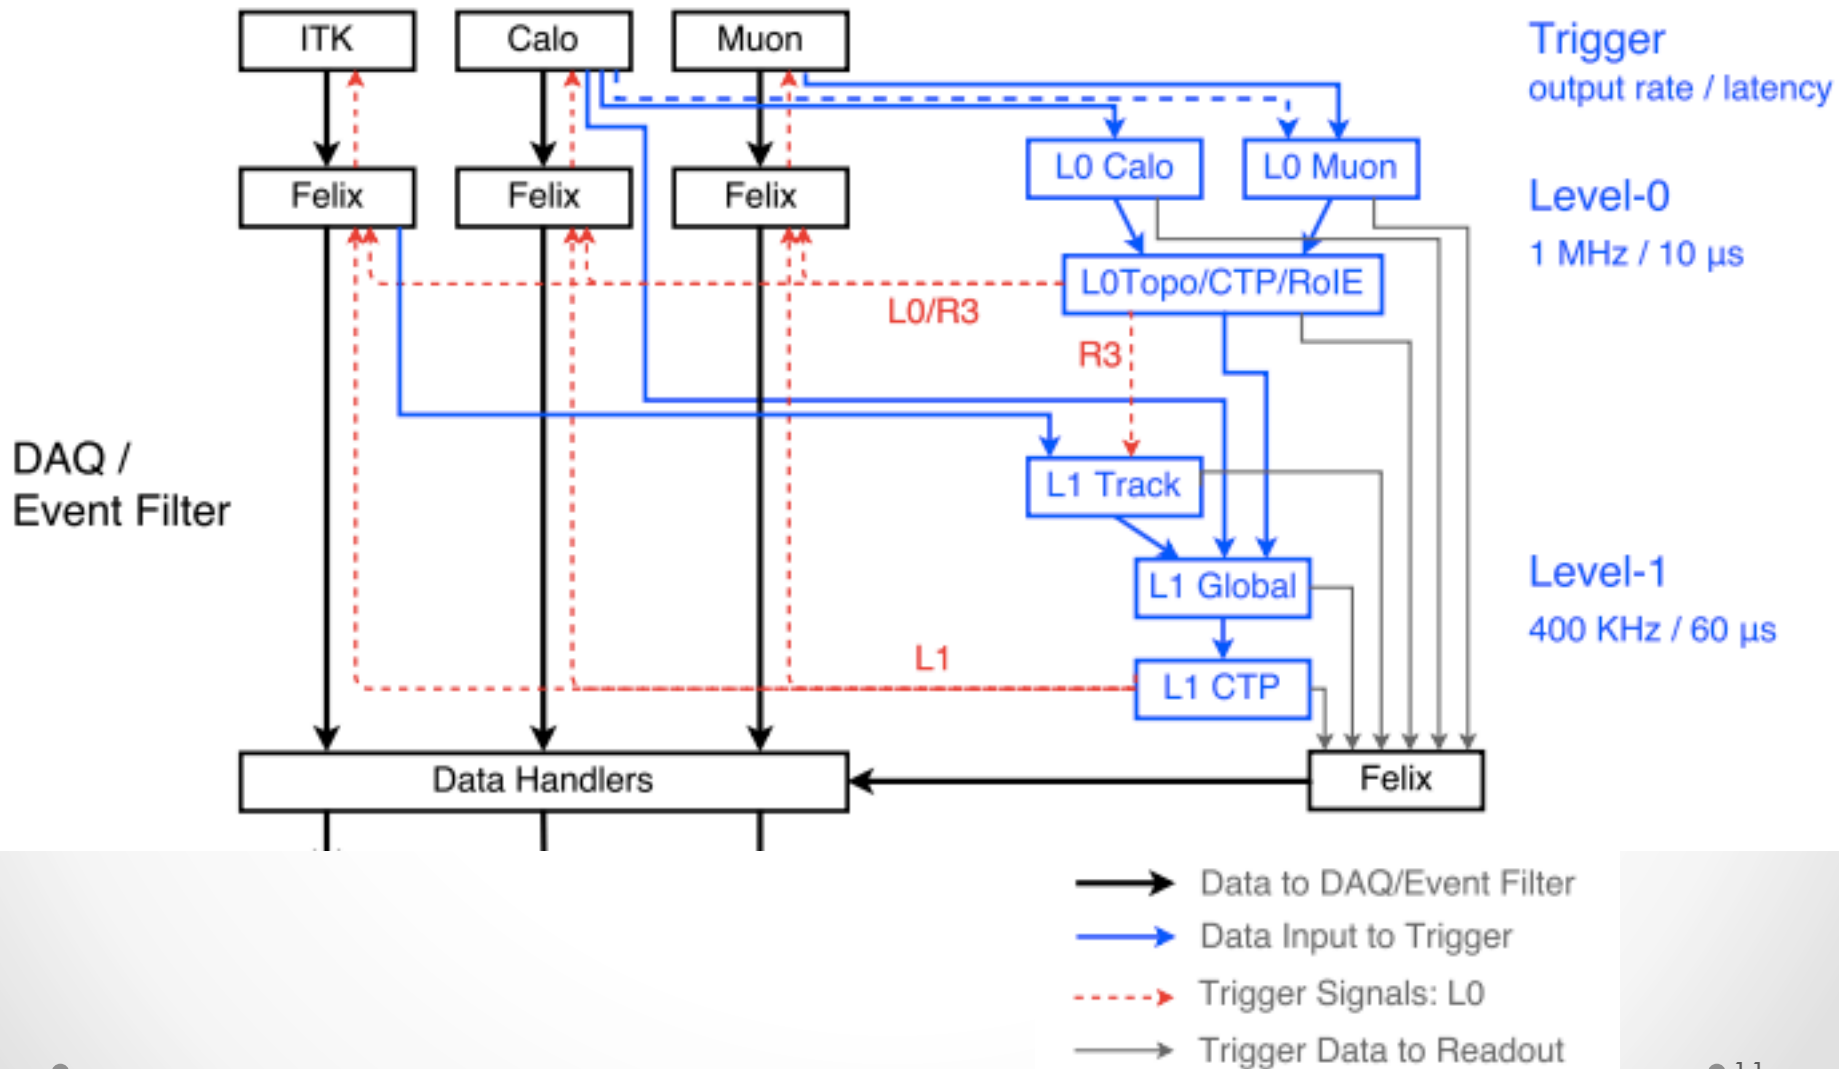 ITK
Calo
Muon
Trigger
output rate / latency
Felix
Felix
Felix
L0 Calo
L0 Muon
Level-0
1 MHz / 10 µs
L0Topo/CTP/RoIE
L0/R3
R3
DAQ /
Event Filter
L1 Track
L1 Global
Level-1
400 KHz / 60 µs
L1
L1 CTP
Data Handlers
Felix
Data to DAQ/Event Filter
Data Input to Trigger
Trigger Signals: L0
Trigger Data to Readout